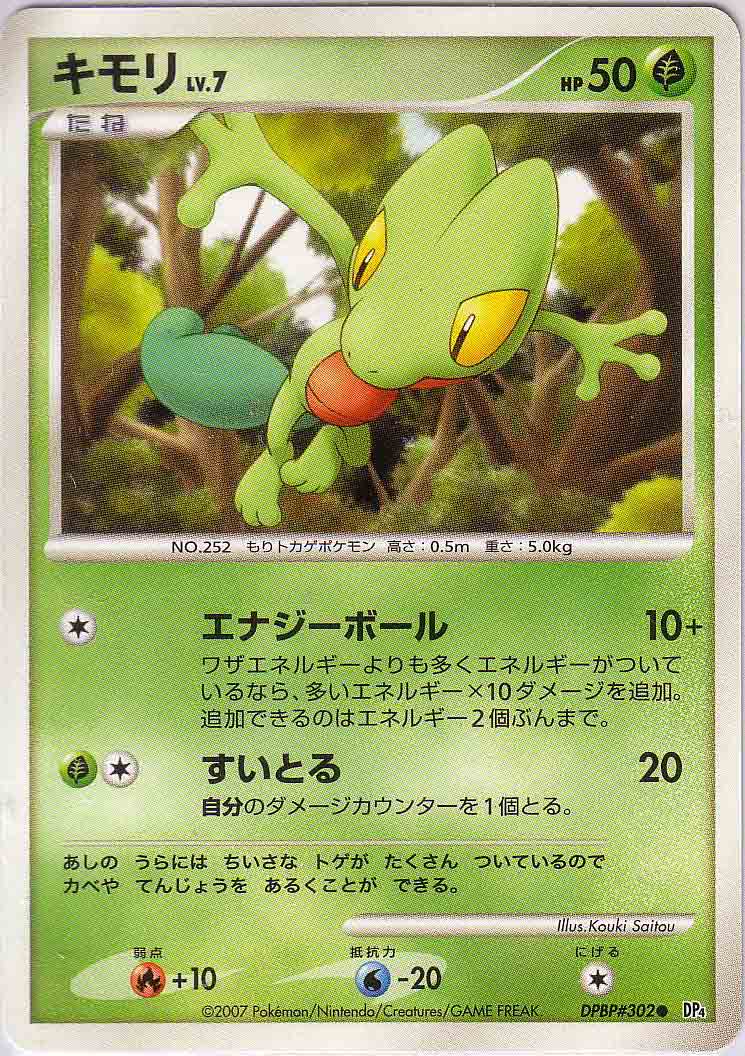 キモリ LV.7
HP 50
たね
NO.252 もりトカゲポケモン 高さ:0.5m 重さ:5.0kg
エナジーボール 10+
ワザエネルギーよりも多くエネルギーがついて
いるなら、多いエネルギー×10ダメージを追加。
追加できるのはエネルギー2個ぶんまで。
すいとる 20
自分のダメージカウンターを1個とる。
あしの うらには ちいさな トゲが たくさん ついているので
カベや てんじょうを あるくことが できる。
Illus.Kouki Saitou
弱点 抵抗力 にげる
+10 -20
©2007 Pokémon/Nintendo/Creatures/GAME FREAK. DPBP#302● DP4